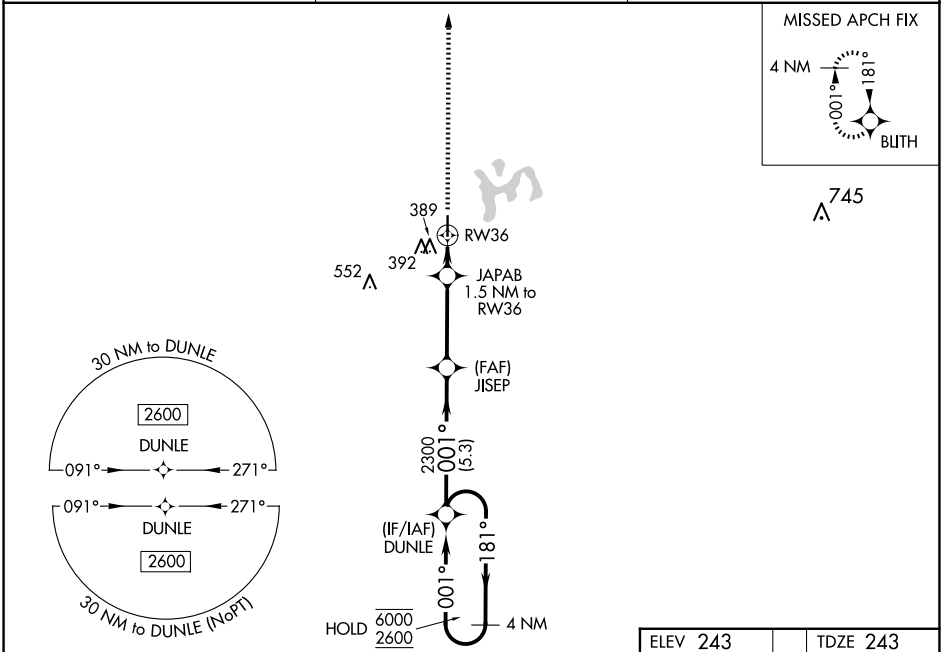 MISSED APCH FIX
4 NM
001°
181°
BLITH
745
389
RW36
392
552
JAPAB
1.5 NM to
RW36
(FAF)
JISEP
30 NM to DUNLE
2600
DUNLE
091°
271°
091°
271°
DUNLE
2600
30 NM to DUNLE (NoPT)
2300
001°
(5.3)
(IF/IAF)
DUNLE
181°
001°
HOLD
6000
2600
4 NM
ELEV 243
TDZE 243